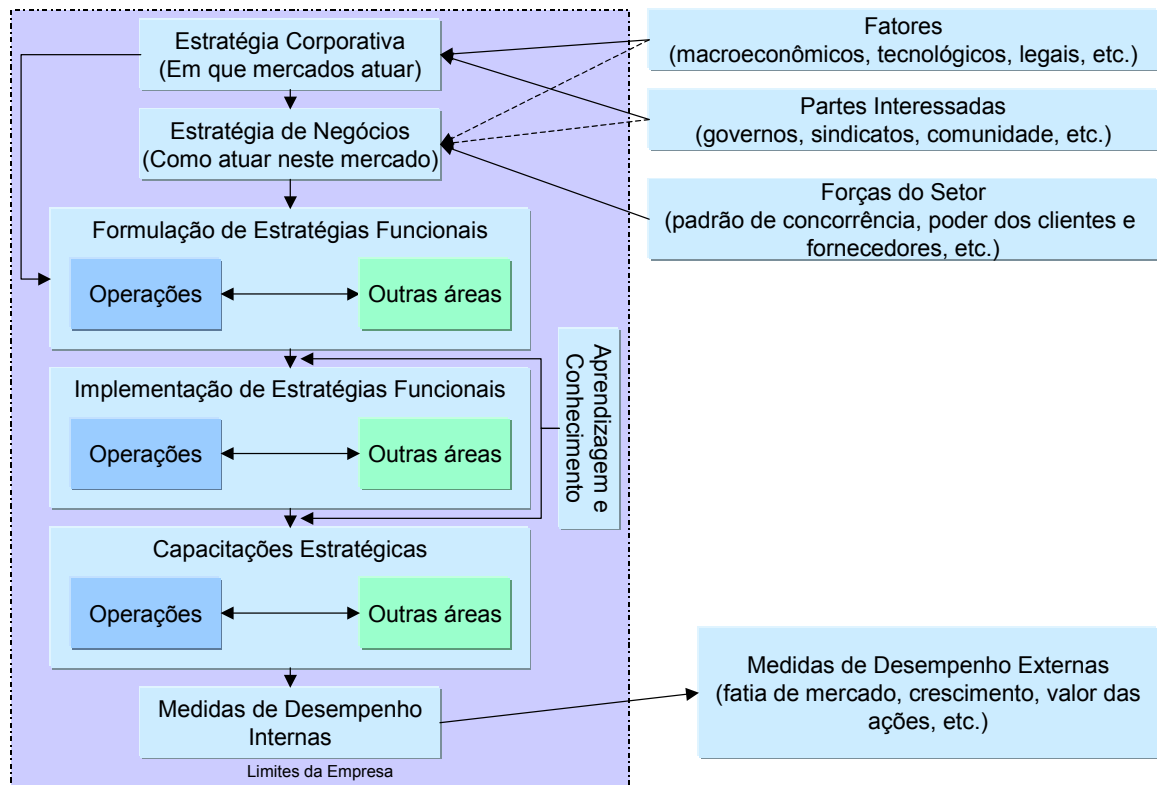 Estratégia Corporativa
(Em que mercados atuar)
Estratégia de Negócios
(Como atuar neste mercado)
Formulação de Estratégias Funcionais
Operações
Outras áreas
Implementação de Estratégias Funcionais
Operações
Outras áreas
Aprendizagem e
Conhecimento
Capacitações Estratégicas
Operações
Outras áreas
Medidas de Desempenho
Internas
Limites da Empresa
Fatores
(macroeconômicos, tecnológicos, legais, etc.)
Partes Interessadas
(governos, sindicatos, comunidade, etc.)
Forças do Setor
(padrão de concorrência, poder dos clientes e
fornecedores, etc.)
Medidas de Desempenho Externas
(fatia de mercado, crescimento, valor das
ações, etc.)